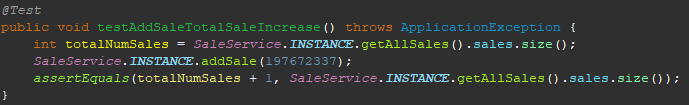 @Test
public void testAddSaleTotalSaleIncrease() throws ApplicationException {
    int totalNumSales = SaleService.INSTANCE.getAllSales().sales.size();
    SaleService.INSTANCE.addSale(197672337);
    assertEquals(totalNumSales + 1, SaleService.INSTANCE.getAllSales().sales.size());
}